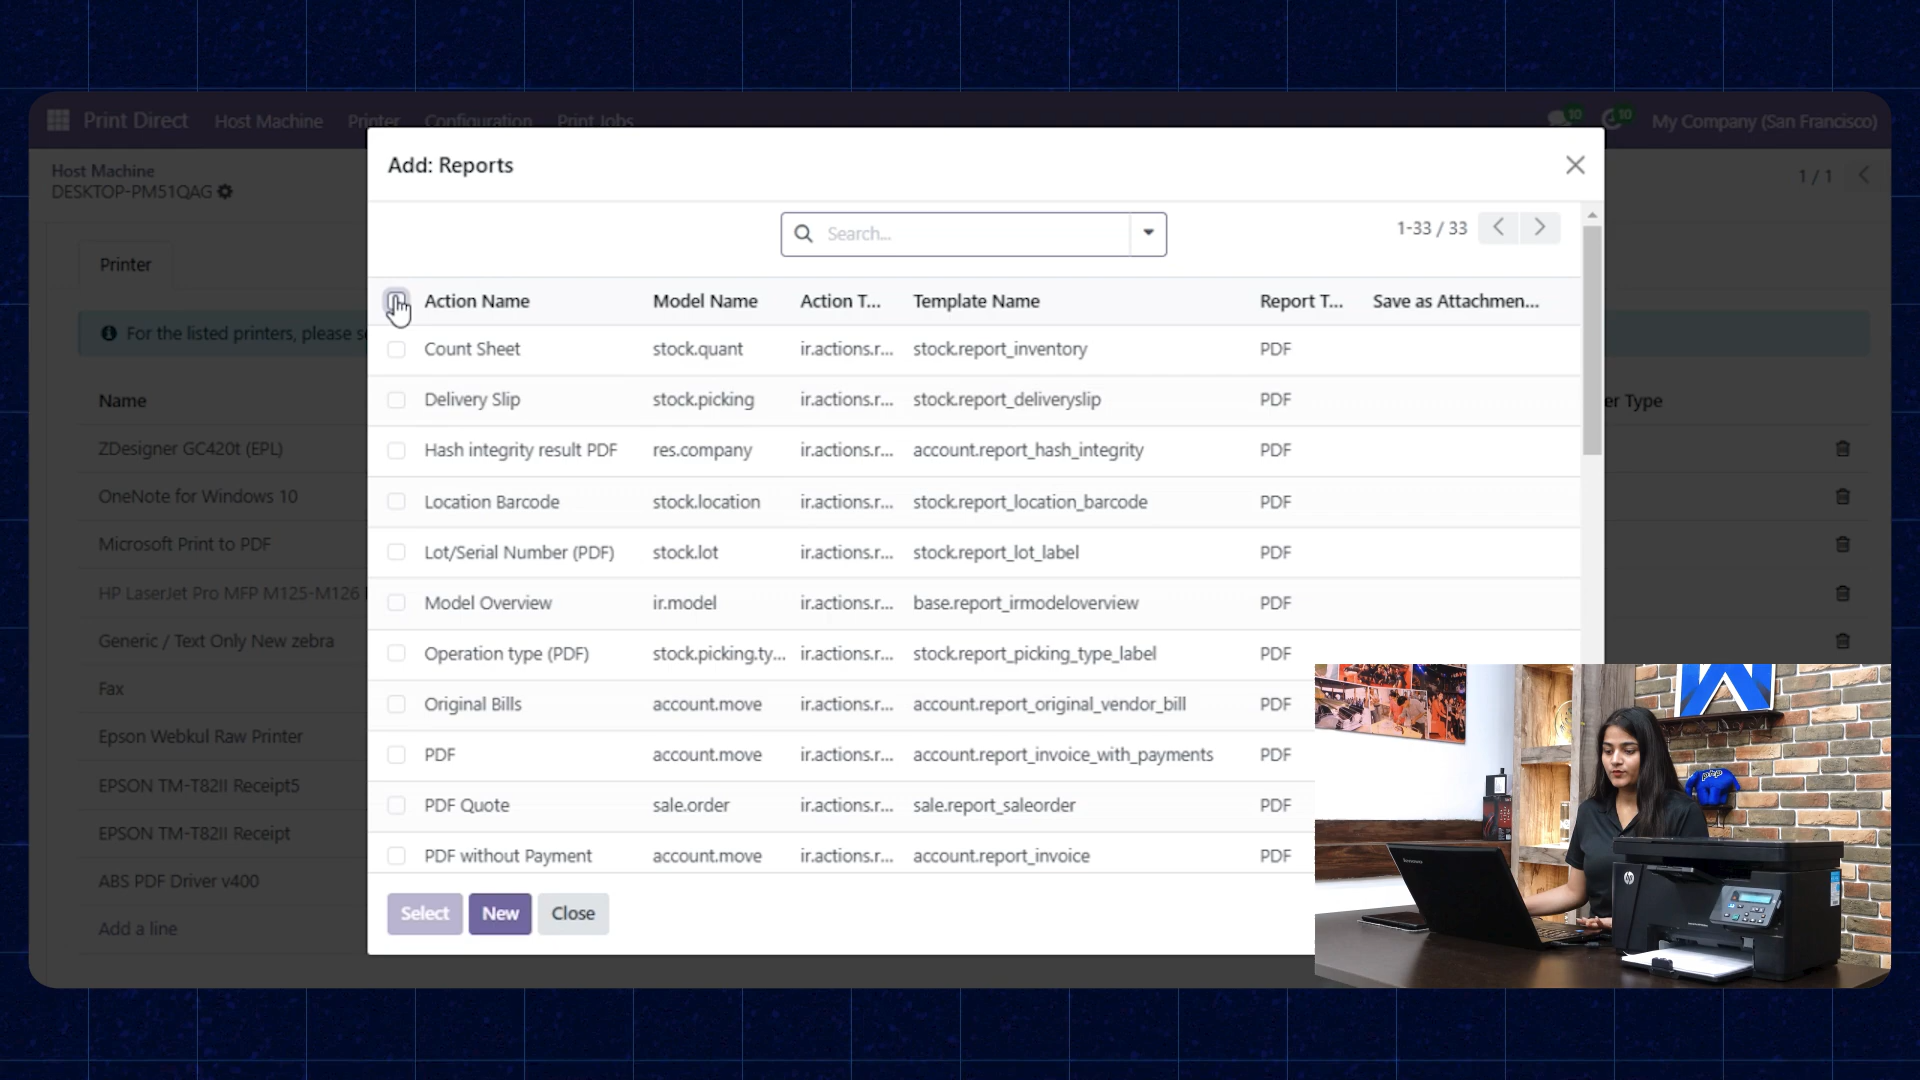 Print Direct Host Machine Printer Configuration Print Jobs 10 10 My Company (San Francisco)
Host Machine
DESKTOP-PM51QAG
1 / 1
Add: Reports
Search...
1-33 / 33
Printer
For the listed printers, please
Action Name Model Name Action T... Template Name Report T... Save as Attachmen...
Count Sheet stock.quant ir.actions.r... stock.report_inventory PDF
Delivery Slip stock.picking ir.actions.r... stock.report_deliveryslip PDF
Hash integrity result PDF res.company ir.actions.r... account.report_hash_integrity PDF
Location Barcode stock.location ir.actions.r... stock.report_location_barcode PDF
Lot/Serial Number (PDF) stock.lot ir.actions.r... stock.report_lot_label PDF
Model Overview ir.model ir.actions.r... base.report_irmodeloverview PDF
Operation type (PDF) stock.picking.ty... ir.actions.r... stock.report_picking_type_label PDF
Original Bills account.move ir.actions.r... account.report_original_vendor_bill PDF
PDF account.move ir.actions.r... account.report_invoice_with_payments PDF
PDF Quote sale.order ir.actions.r... sale.report_saleorder PDF
PDF without Payment account.move ir.actions.r... account.report_invoice PDF
Select New Close
Name
er Type
ZDesigner GC420t (EPL)
OneNote for Windows 10
Microsoft Print to PDF
HP LaserJet Pro MFP M125-M126
Generic / Text Only New zebra
Fax
Epson Webkul Raw Printer
EPSON TM-T82II Receipt5
EPSON TM-T82II Receipt
ABS PDF Driver v400
Add a line
php
hp